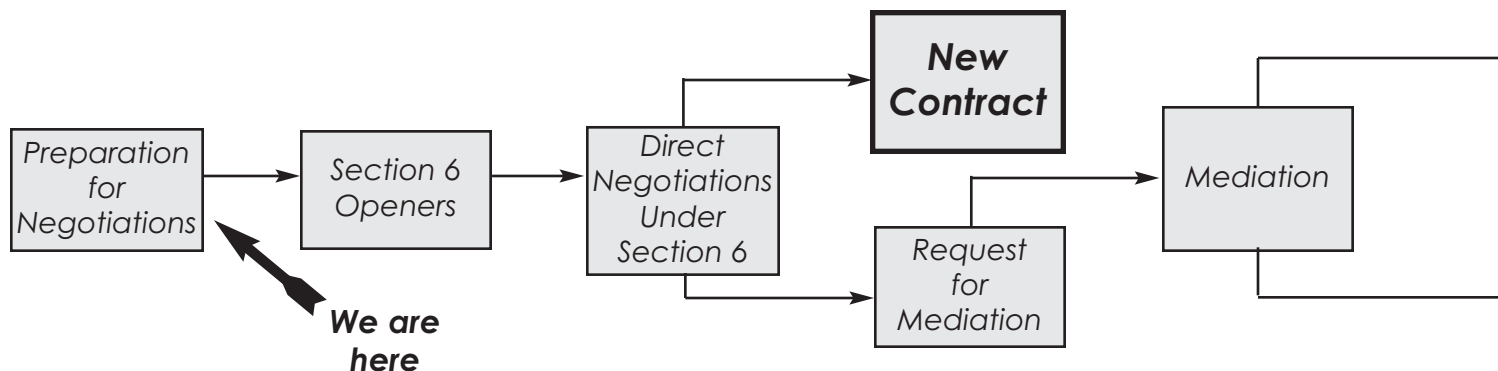 Preparation
for
Negotiations
We are
here
Section 6
Openers
Direct
Negotiations
Under
Section 6
New
Contract
Request
for
Mediation
Mediation